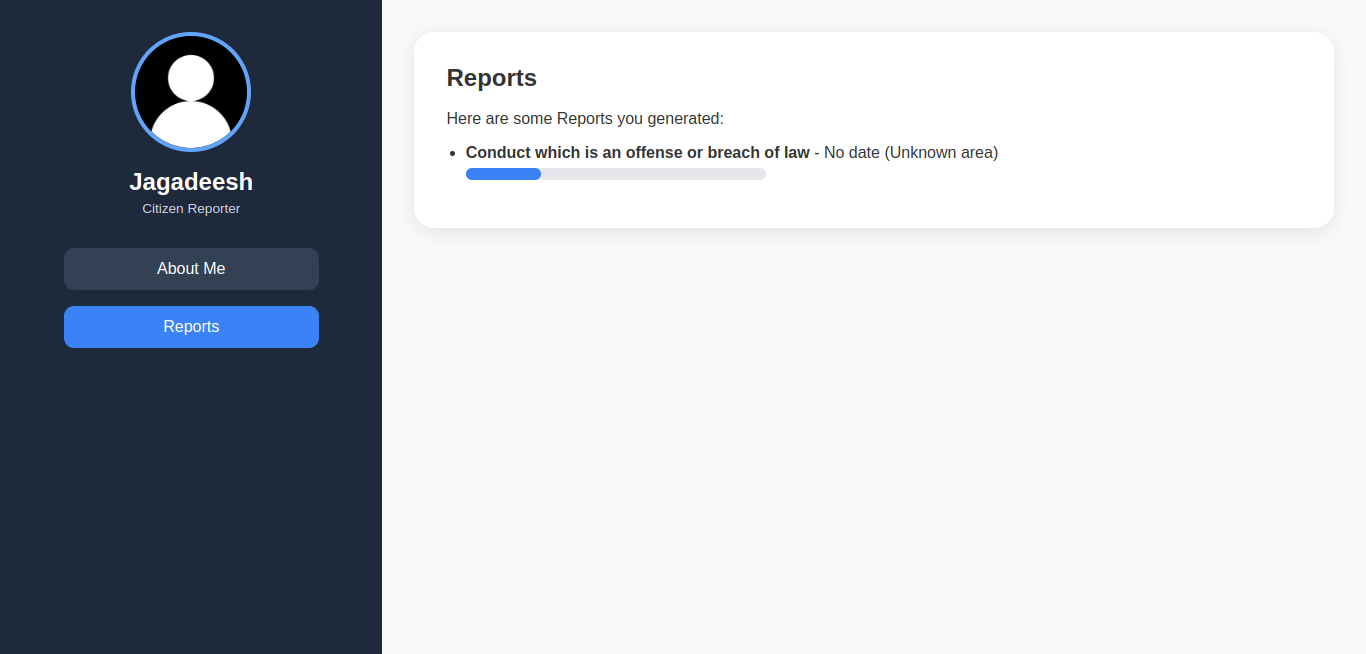 Jagadeesh
Citizen Reporter
About Me
Reports
Reports
Here are some Reports you generated:
Conduct which is an offense or breach of law - No date (Unknown area)